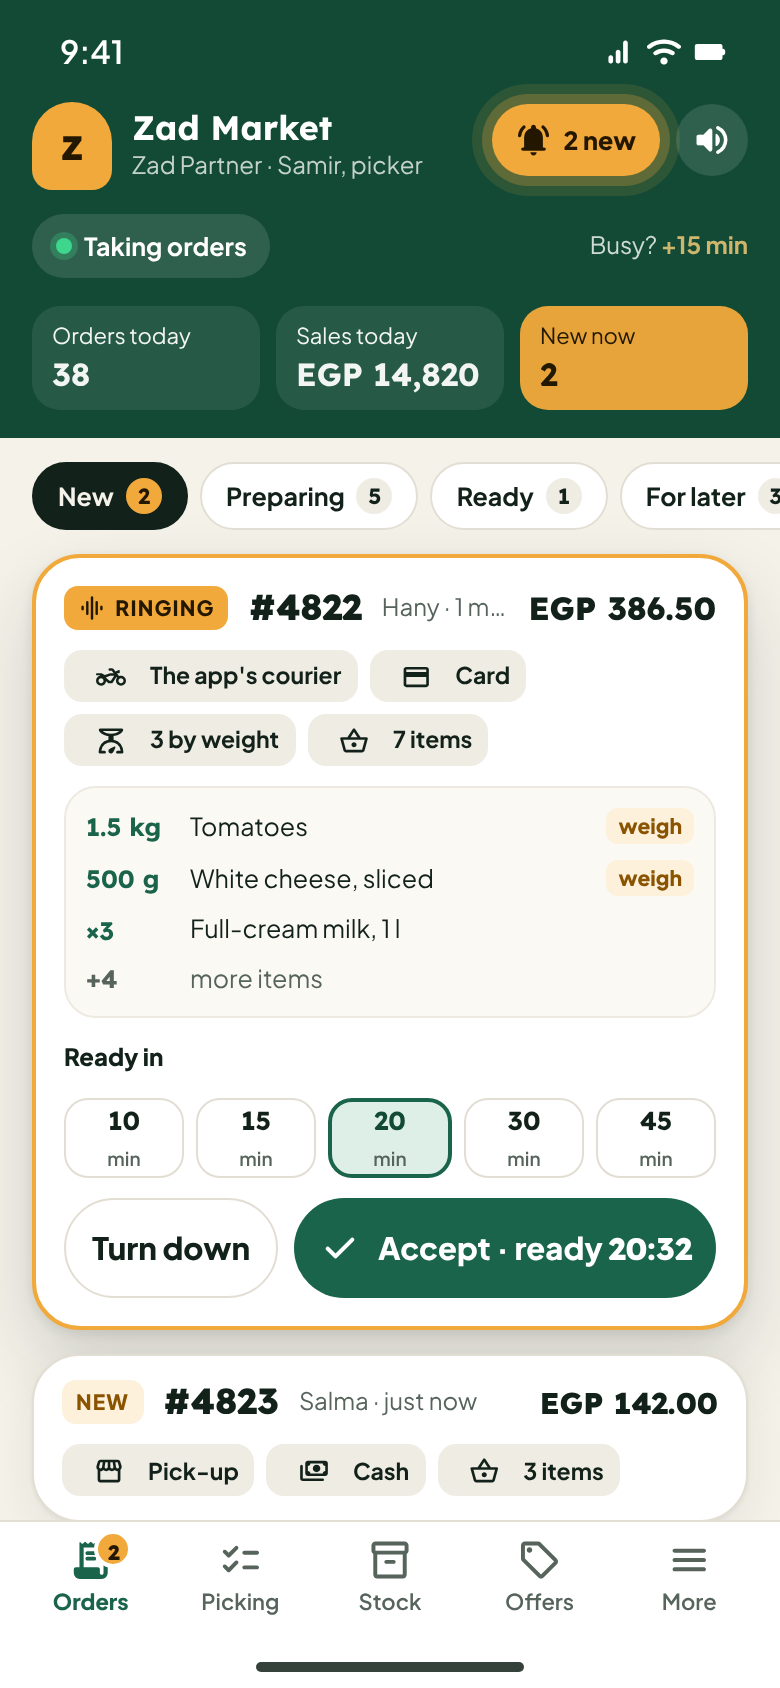 9:41
Z
Zad Market
Zad Partner · Samir, picker
2 new
Taking orders
Busy? +15 min
Orders today
38
Sales today
EGP 14,820
New now
2
New 2
Preparing 5
Ready 1
For later 3
RINGING #4822 Hany · 1 m... EGP 386.50
The app's courier
Card
3 by weight
7 items
1.5 kg Tomatoes weigh
500 g White cheese, sliced weigh
×3 Full-cream milk, 1 l
+4 more items
Ready in
10 min
15 min
20 min
30 min
45 min
Turn down
Accept · ready 20:32
NEW #4823 Salma · just now EGP 142.00
Pick-up
Cash
3 items
2
Orders
Picking
Stock
Offers
More